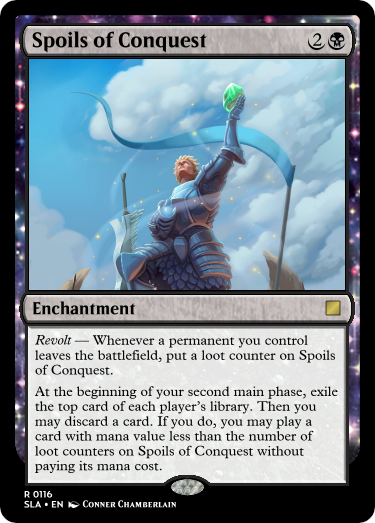 Spoils of Conquest 2
Enchantment
Revolt — Whenever a permanent you control
leaves the battlefield, put a loot counter on Spoils
of Conquest.
At the beginning of your second main phase, exile
the top card of each player's library. Then you
may discard a card. If you do, you may play a
card with mana value less than the number of
loot counters on Spoils of Conquest without
paying its mana cost.
R 0116
SLA • EN Conner Chamberlain